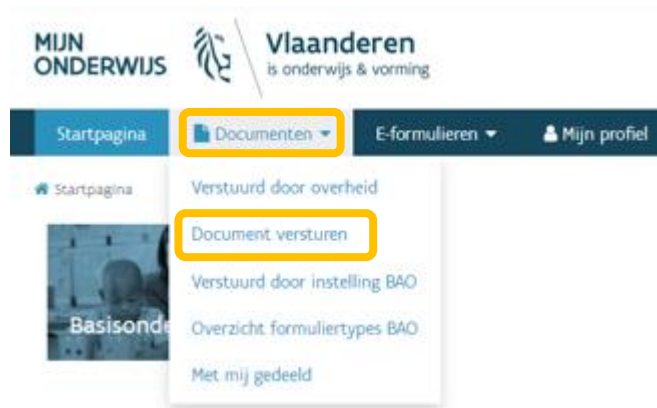 MIJN
ONDERWIJS
Vlaanderen
is onderwijs & vorming
Startpagina
Documenten
E-formulieren
Mijn profiel
Startpagina
Verstuurd door overheid
Document versturen
Verstuurd door instelling BAO
Basisonde
Overzicht formuliertypes BAO
Met mij gedeeld